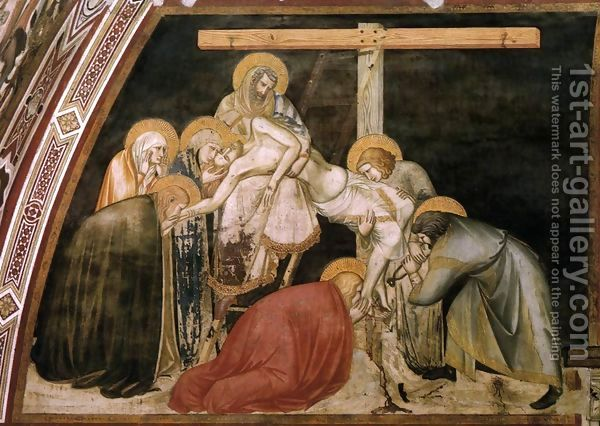 1st-art-gallery.com
This watermark does not appear on the painting